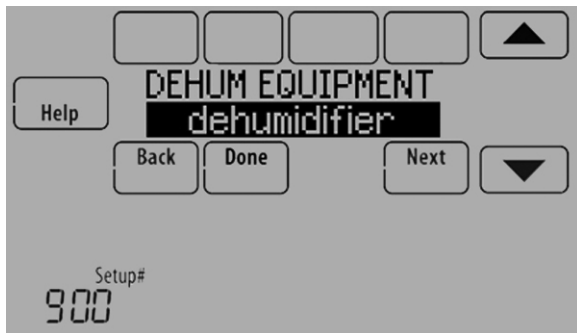 DEHUM EQUIPMENT
Help
dehumidifier
Back Done Next
Setup#
900